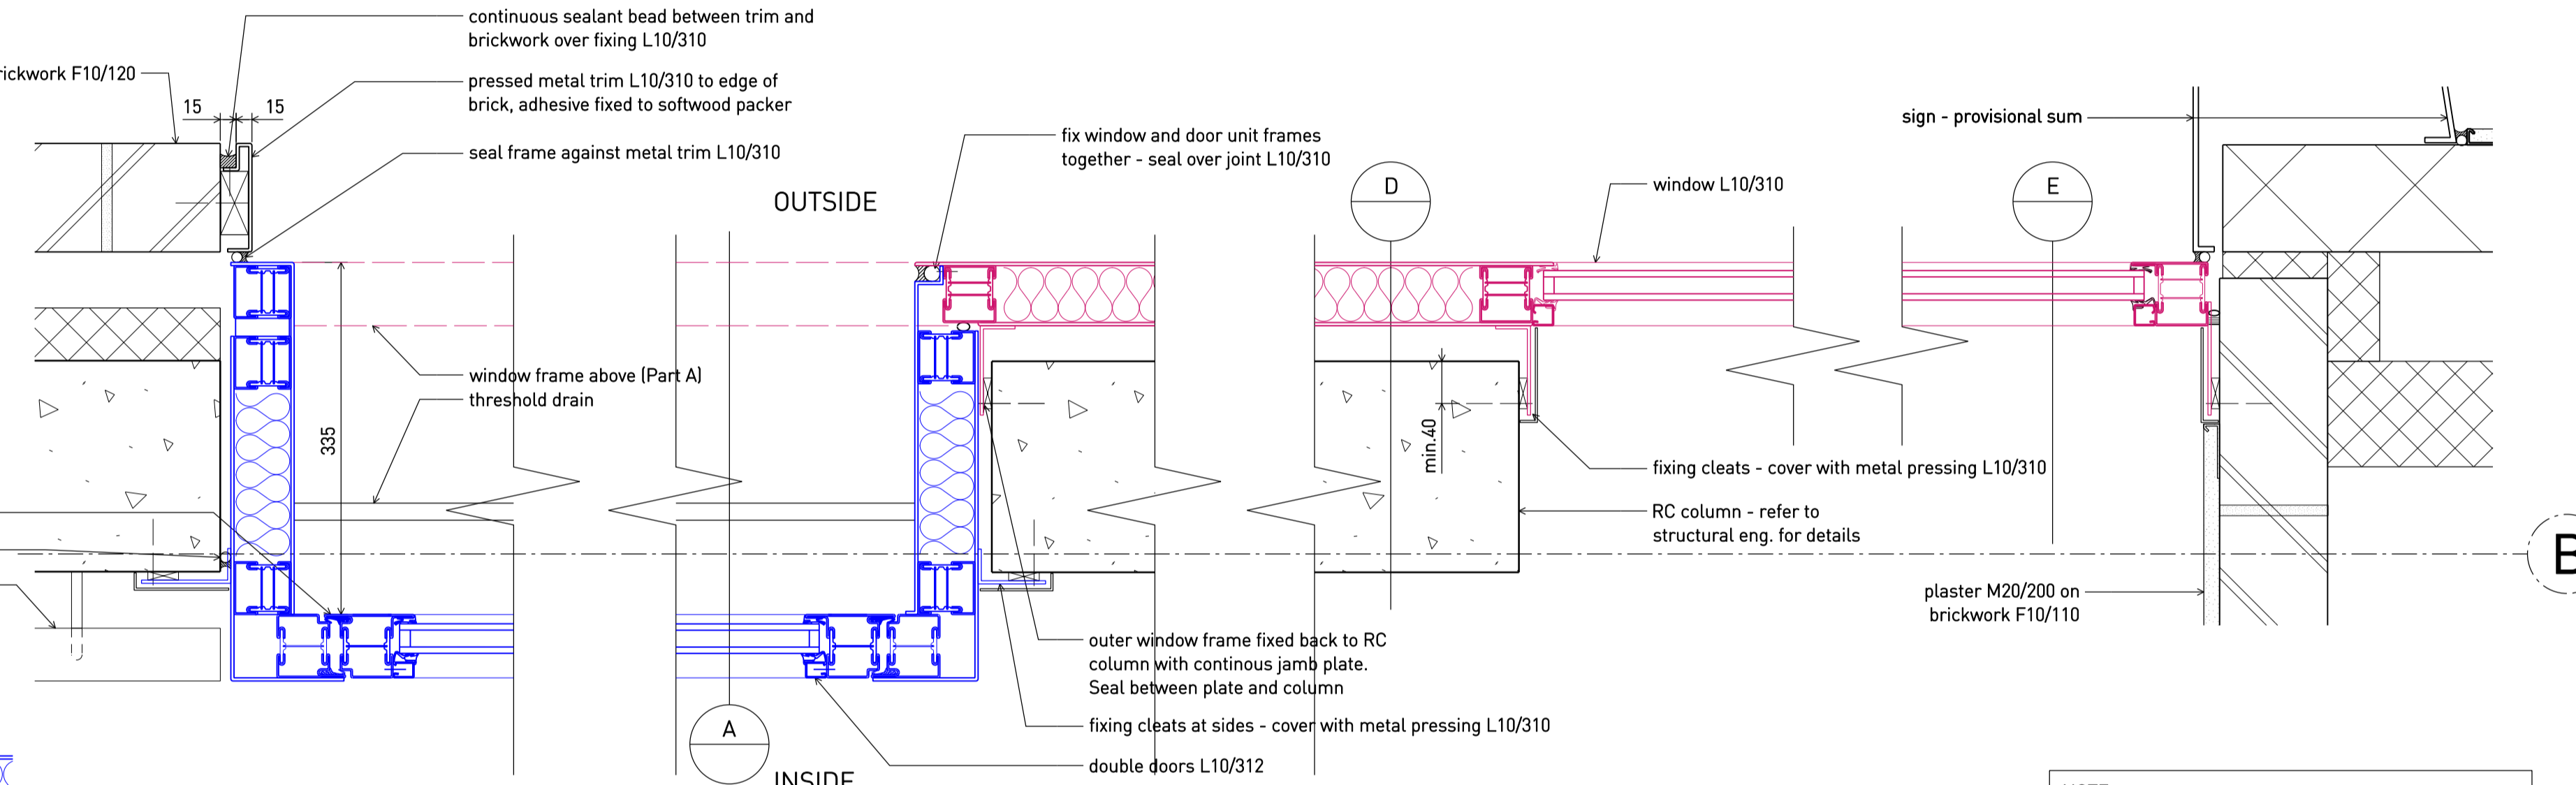 continuous sealant bead between trim and
brickwork over fixing L10/310
rickwork F10/120
pressed metal trim L10/310 to edge of
brick, adhesive fixed to softwood packer
15
15
seal frame against metal trim L10/310
OUTSIDE
fix window and door unit frames
together - seal over joint L10/310
D
window L10/310
sign - provisional sum
E
window frame above (Part A)
threshold drain
335
min.40
fixing cleats - cover with metal pressing L10/310
RC column - refer to
structural eng. for details
B
plaster M20/200 on
brickwork F10/110
outer window frame fixed back to RC
column with continous jamb plate.
Seal between plate and column
fixing cleats at sides - cover with metal pressing L10/310
A
double doors L10/312
INSIDE